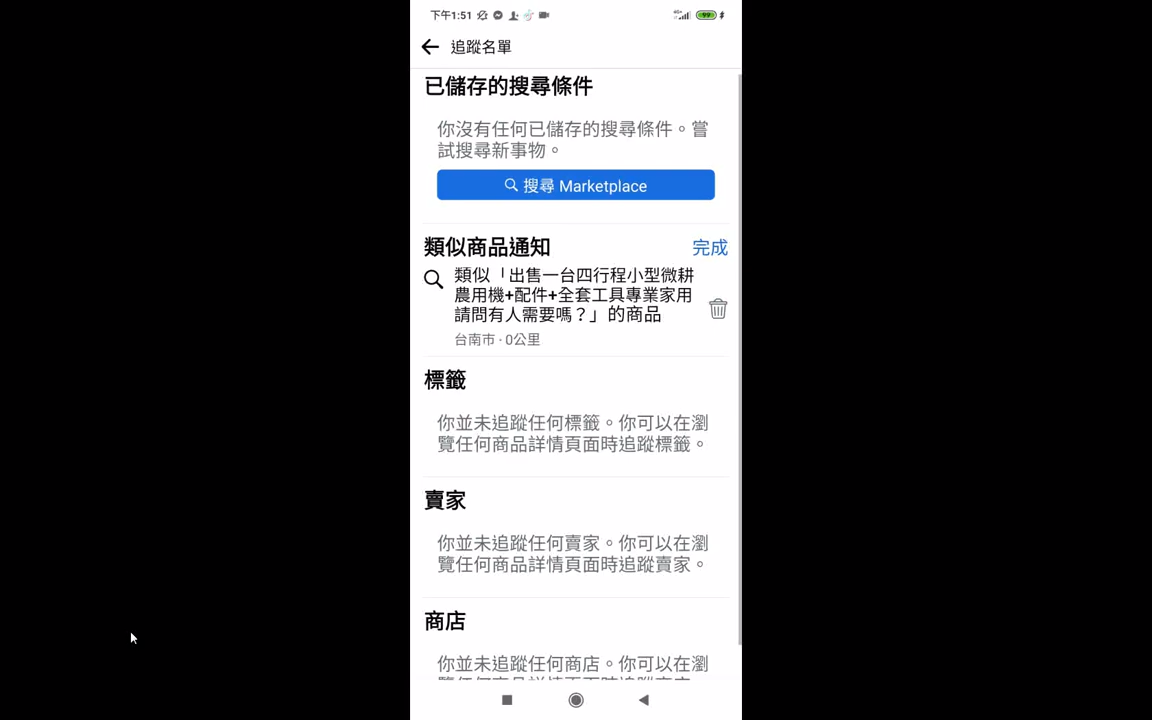 下午1:51
4G+
99
追蹤名單
已儲存的搜尋條件
你沒有任何已儲存的搜尋條件。嘗
試搜尋新事物。
搜尋 Marketplace
類似商品通知
完成
類似「出售一台四行程小型微耕
農用機+配件+全套工具專業家用
請問有人需要嗎？」的商品
台南市 · 0公里
標籤
你並未追蹤任何標籤。你可以在瀏
覽任何商品詳情頁面時追蹤標籤。
賣家
你並未追蹤任何賣家。你可以在瀏
覽任何商品詳情頁面時追蹤賣家。
商店
你並未追蹤任何商店。你可以在瀏